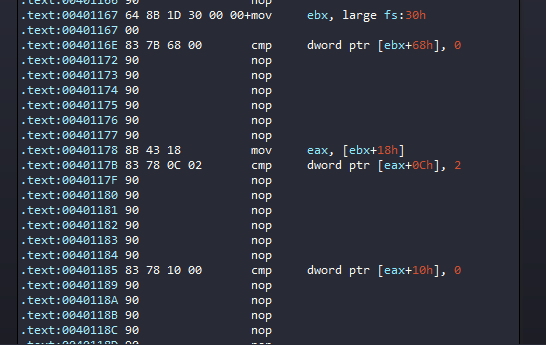 .text:00401166 90 nop
.text:00401167 64 8B 1D 30 00 00+mov ebx, large fs:30h
.text:00401167 00
.text:0040116E 83 7B 68 00 cmp dword ptr [ebx+68h], 0
.text:00401172 90 nop
.text:00401173 90 nop
.text:00401174 90 nop
.text:00401175 90 nop
.text:00401176 90 nop
.text:00401177 90 nop
.text:00401178 8B 43 18 mov eax, [ebx+18h]
.text:0040117B 83 78 0C 02 cmp dword ptr [eax+0Ch], 2
.text:0040117F 90 nop
.text:00401180 90 nop
.text:00401181 90 nop
.text:00401182 90 nop
.text:00401183 90 nop
.text:00401184 90 nop
.text:00401185 83 78 10 00 cmp dword ptr [eax+10h], 0
.text:00401189 90 nop
.text:0040118A 90 nop
.text:0040118B 90 nop
.text:0040118C 90 nop
.text:0040118D 90 nop